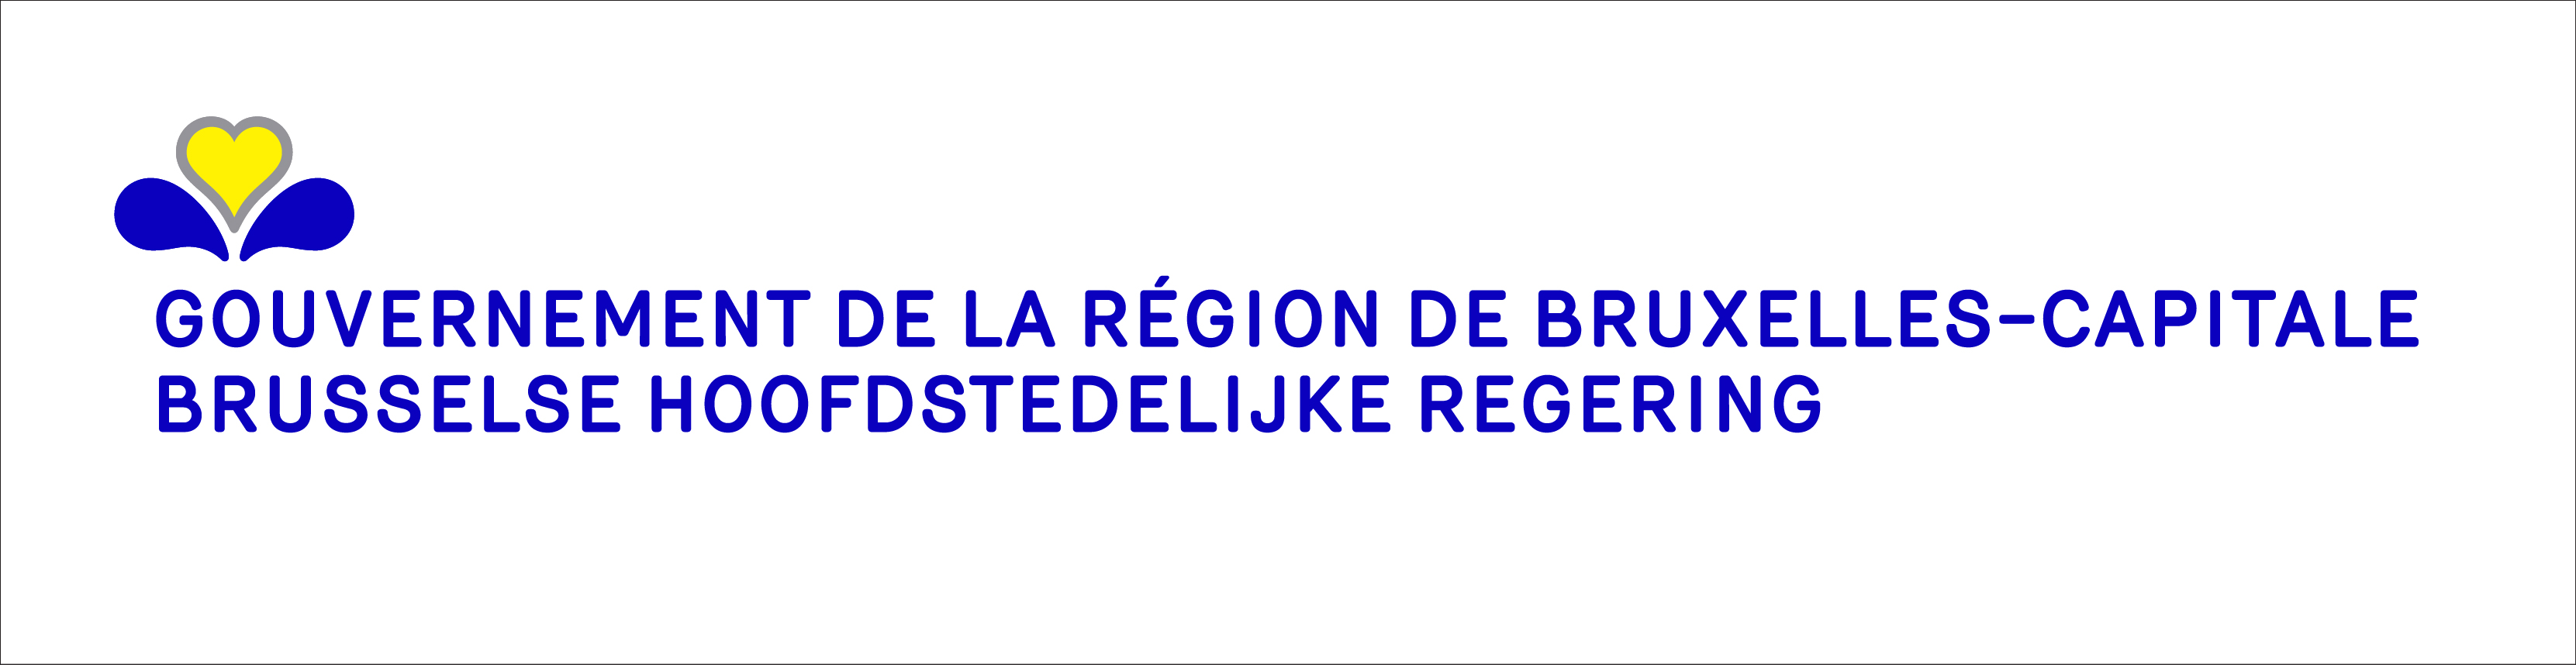 GOUVERNEMENT DE LA RÉGION DE BRUXELLES-CAPITALE
BRUSSELSE HOOFDSTEDELIJKE REGERING